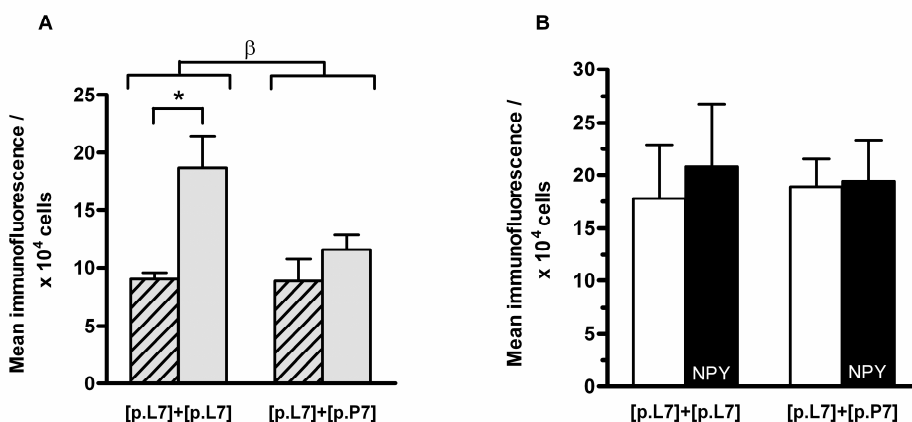 A
β
*
Mean immunofluorescence /
x 10⁴ cells
25
20
15
10
5
0
[p.L7]+[p.L7]
[p.L7]+[p.P7]
B
Mean immunofluorescence /
x 10⁴ cells
30
25
20
15
10
5
0
NPY
NPY
[p.L7]+[p.L7]
[p.L7]+[p.P7]